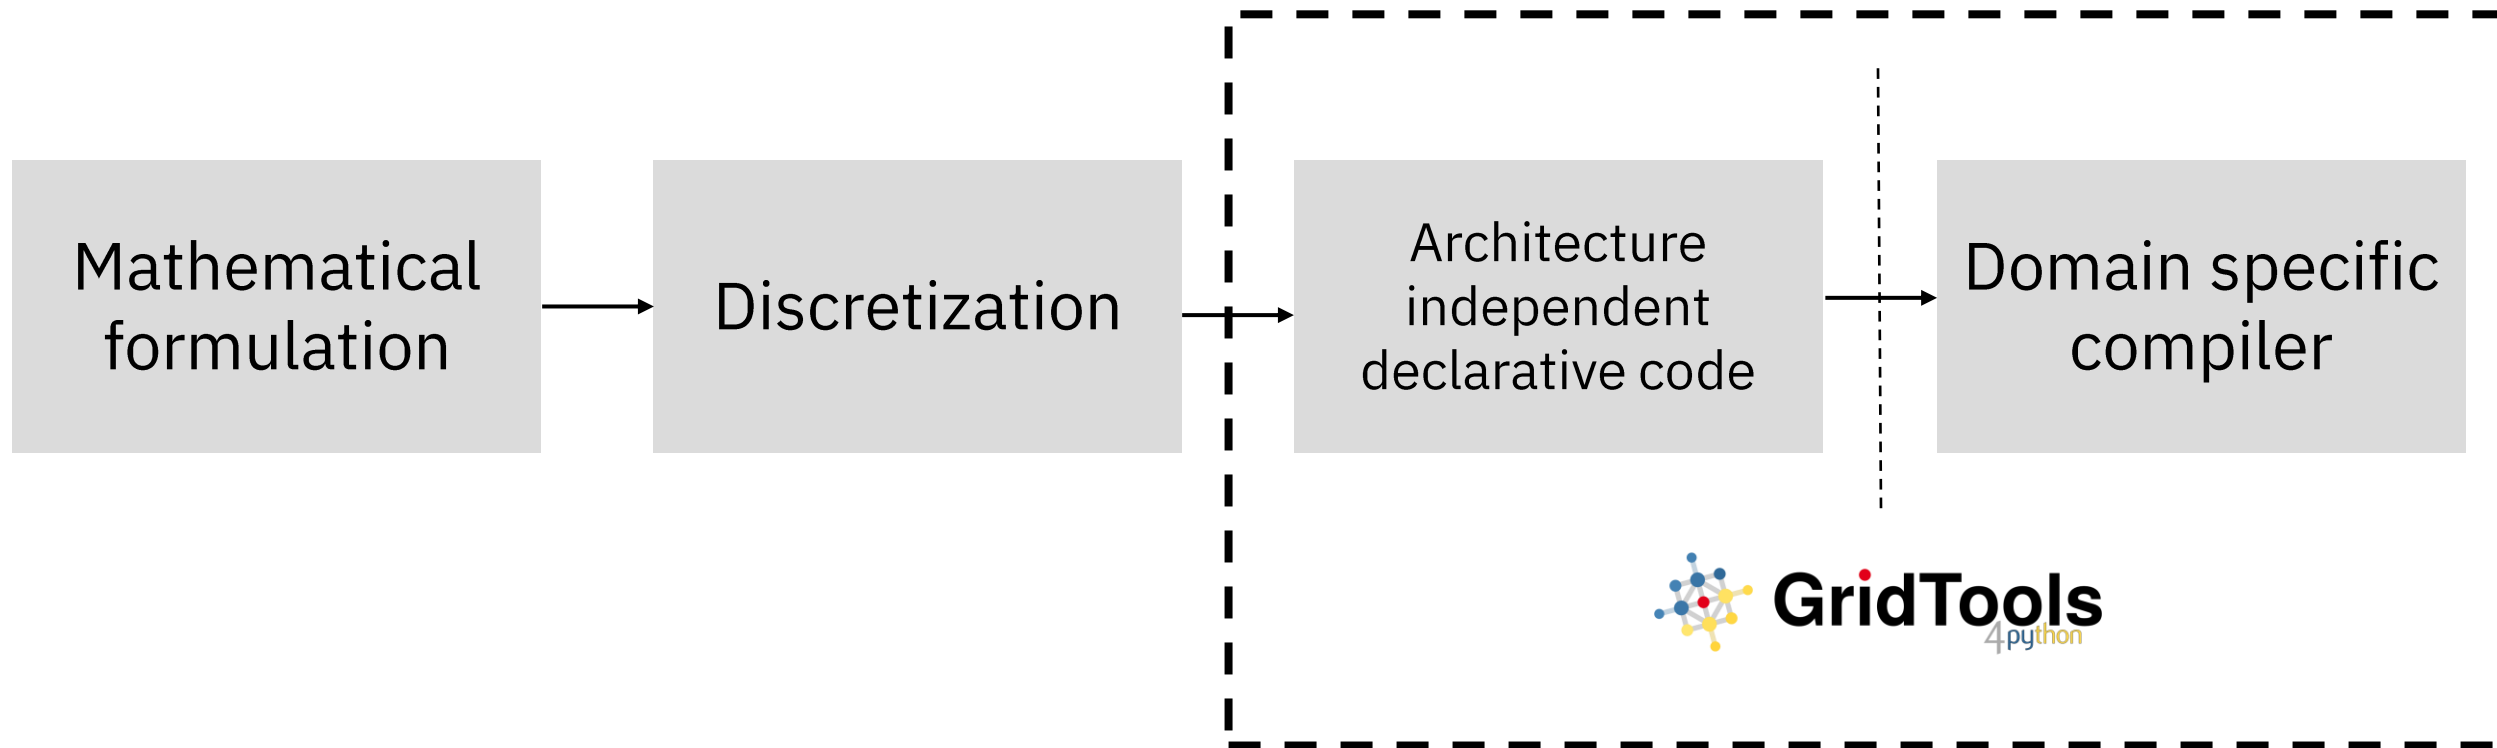 Mathematical
formulation
Discretization
Architecture
independent
declarative code
Domain specific
compiler
GridTools
4python